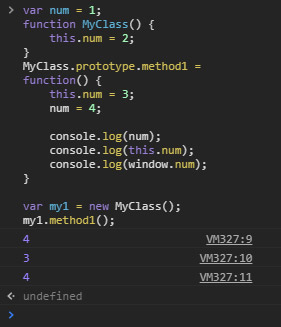 var num = 1;
function MyClass() {
    this.num = 2;
}
MyClass.prototype.method1 =
function() {
    this.num = 3;
    num = 4;

    console.log(num);
    console.log(this.num);
    console.log(window.num);
}

var my1 = new MyClass();
my1.method1();
4 VM327:9
3 VM327:10
4 VM327:11
undefined